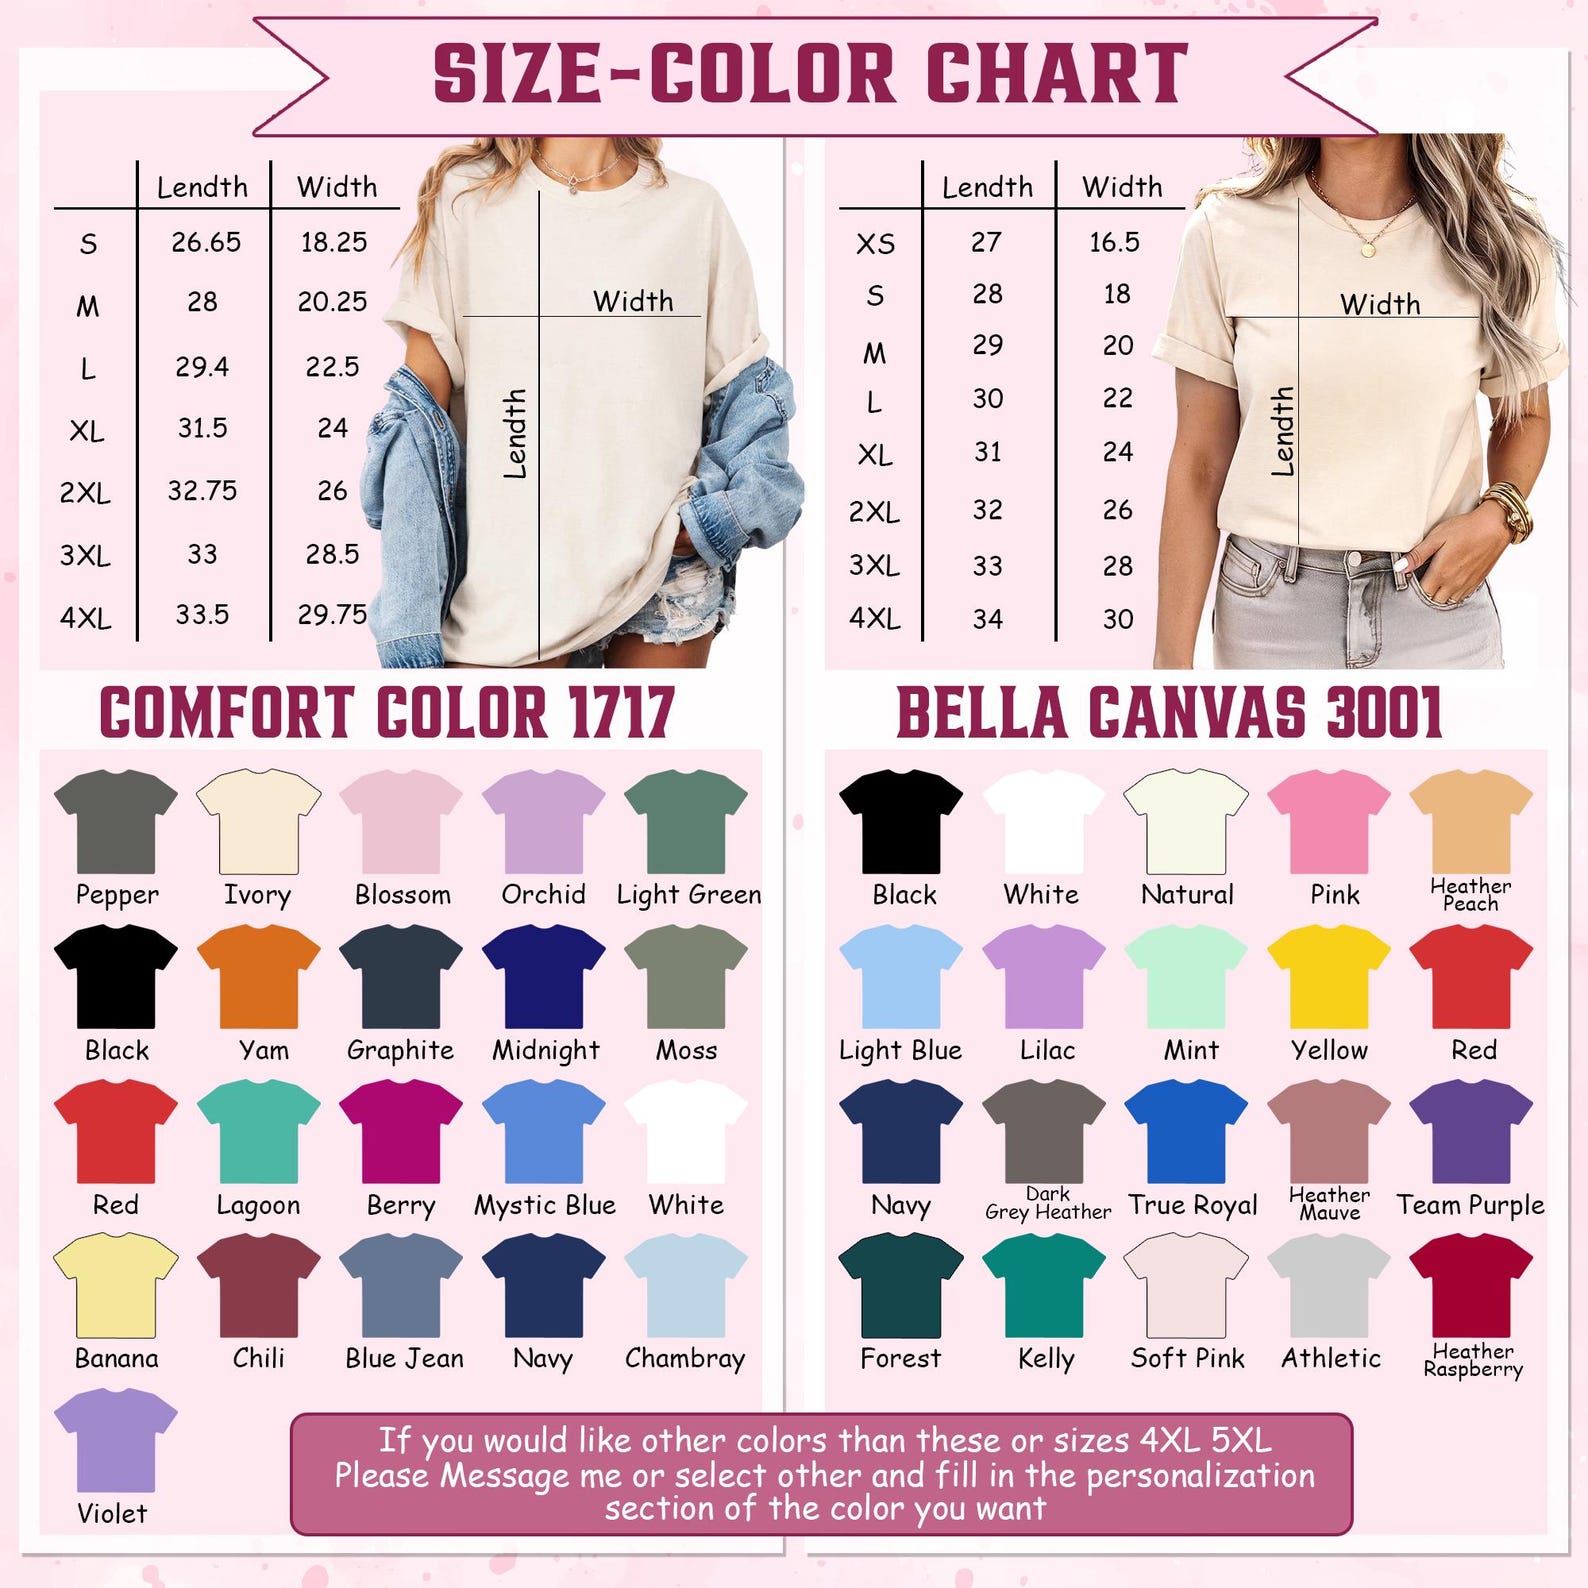 SIZE-COLOR CHART
Lendth Width
S 26.65 18.25
M 28 20.25
L 29.4 22.5
XL 31.5 24
2XL 32.75 26
3XL 33 28.5
4XL 33.5 29.75
Width
Lendth
Lendth Width
XS 27 16.5
S 28 18
M 29 20
L 30 22
XL 31 24
2XL 32 26
3XL 33 28
4XL 34 30
Width
Lendth
COMFORT COLOR 1717
Pepper Ivory Blossom Orchid Light Green
Black Yam Graphite Midnight Moss
Red Lagoon Berry Mystic Blue White
Banana Chili Blue Jean Navy Chambray
Violet
BELLA CANVAS 3001
Black White Natural Pink Heather
Peach
Light Blue Lilac Mint Yellow Red
Navy Dark
Grey Heather True Royal Heather
Mauve Team Purple
Forest Kelly Soft Pink Athletic Heather
Raspberry
If you would like other colors than these or sizes 4XL 5XL
Please Message me or select other and fill in the personalization
section of the color you want